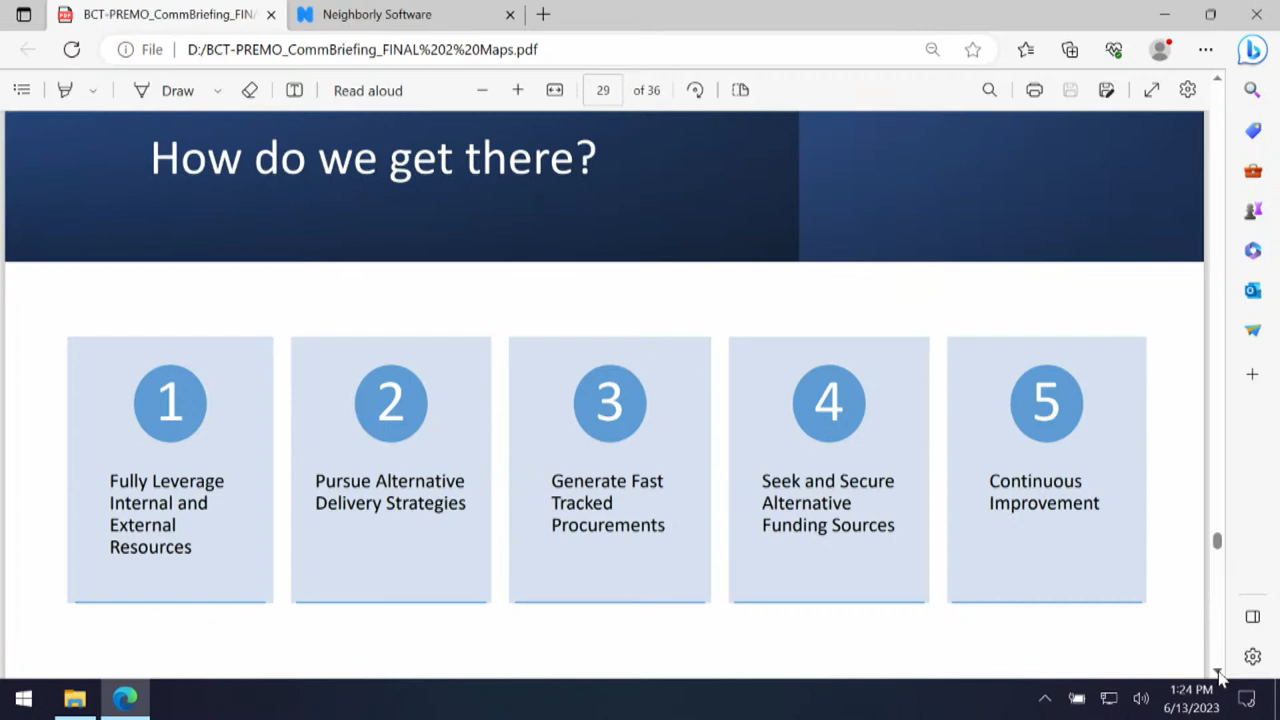 BCT-PREMO_CommBriefing_FIN
Neighborly Software
File
D:/BCT-PREMO_CommBriefing_FINAL%202%20Maps.pdf
Draw
Read aloud
29 of 36
How do we get there?
1
Fully Leverage
Internal and
External
Resources
2
Pursue Alternative
Delivery Strategies
3
Generate Fast
Tracked
Procurements
4
Seek and Secure
Alternative
Funding Sources
5
Continuous
Improvement
1:24 PM
6/13/2023